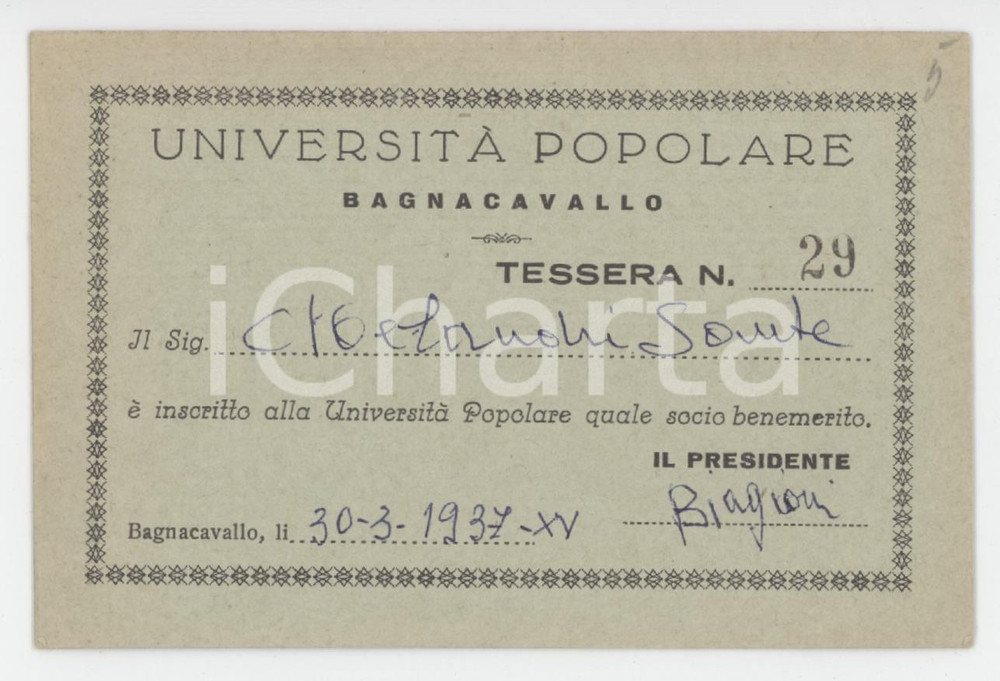 5
UNIVERSITÀ POPOLARE
BAGNACAVALLO
TESSERA N. 29
iCharta
Il Sig.
è inscritto alla Università Popolare quale socio benemerito.
IL PRESIDENTE
Biagioni
Bagnacavallo, lì 30-3-1937-XV